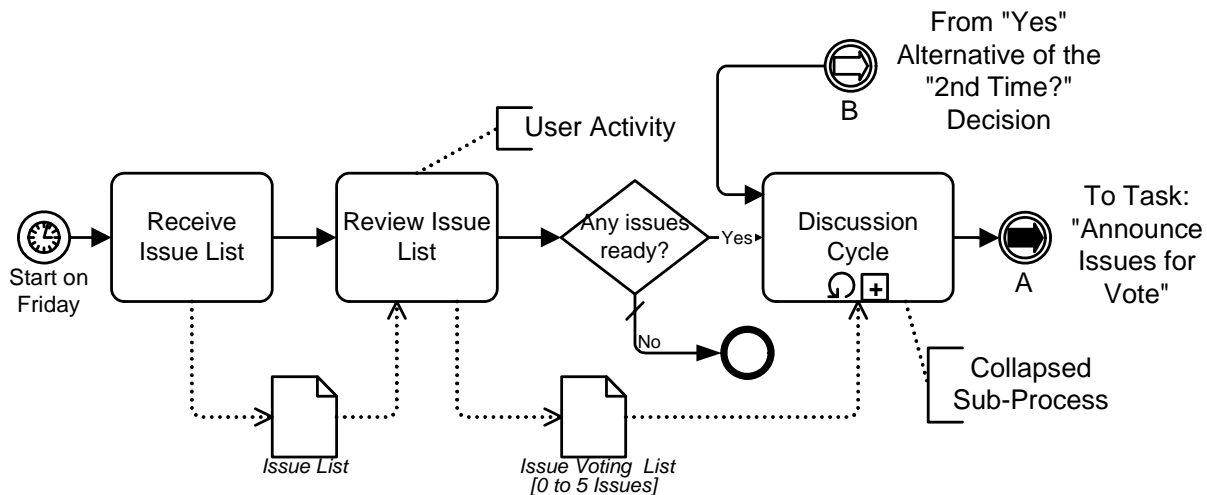 From "Yes"
Alternative of the
"2nd Time?"
Decision
B
User Activity
Start on
Friday
Receive
Issue List
Review Issue
List
Any issues
ready?
Yes
No
Discussion
Cycle
A
To Task:
"Announce
Issues for
Vote"
Collapsed
Sub-Process
Issue List
Issue Voting List
[0 to 5 Issues]